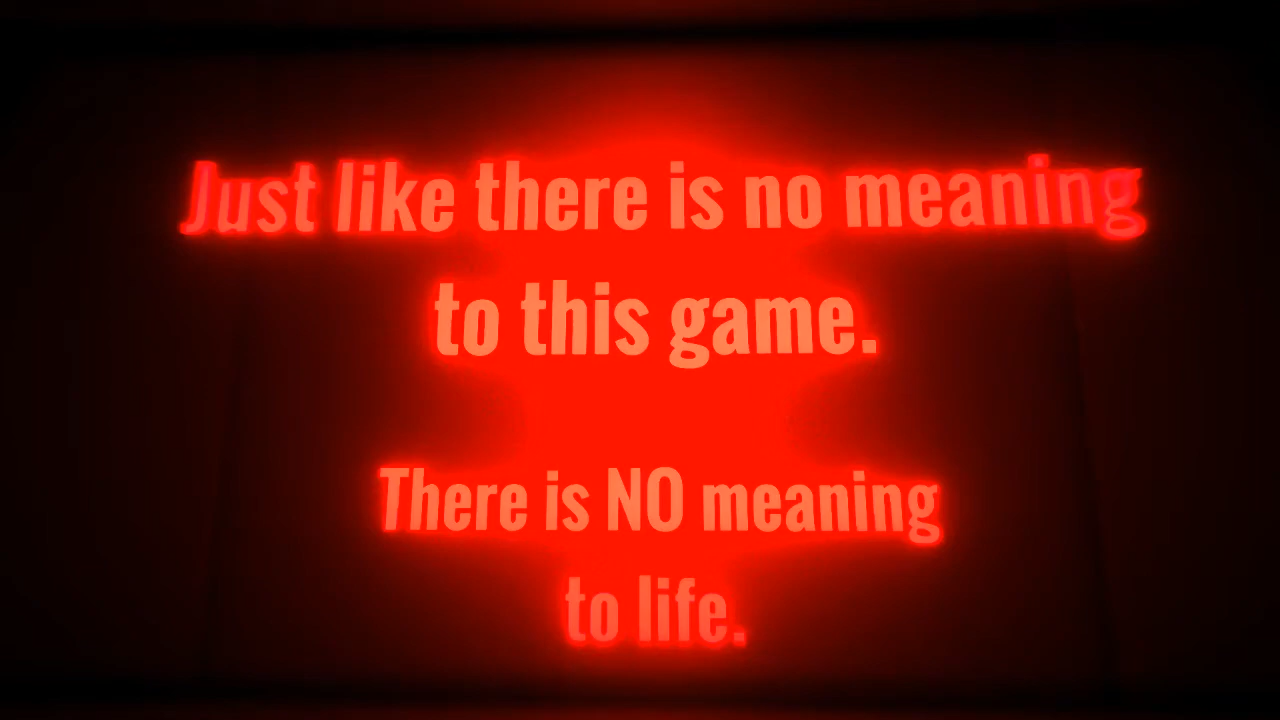 Just like there is no meaning
to this game.
There is NO meaning
to life.